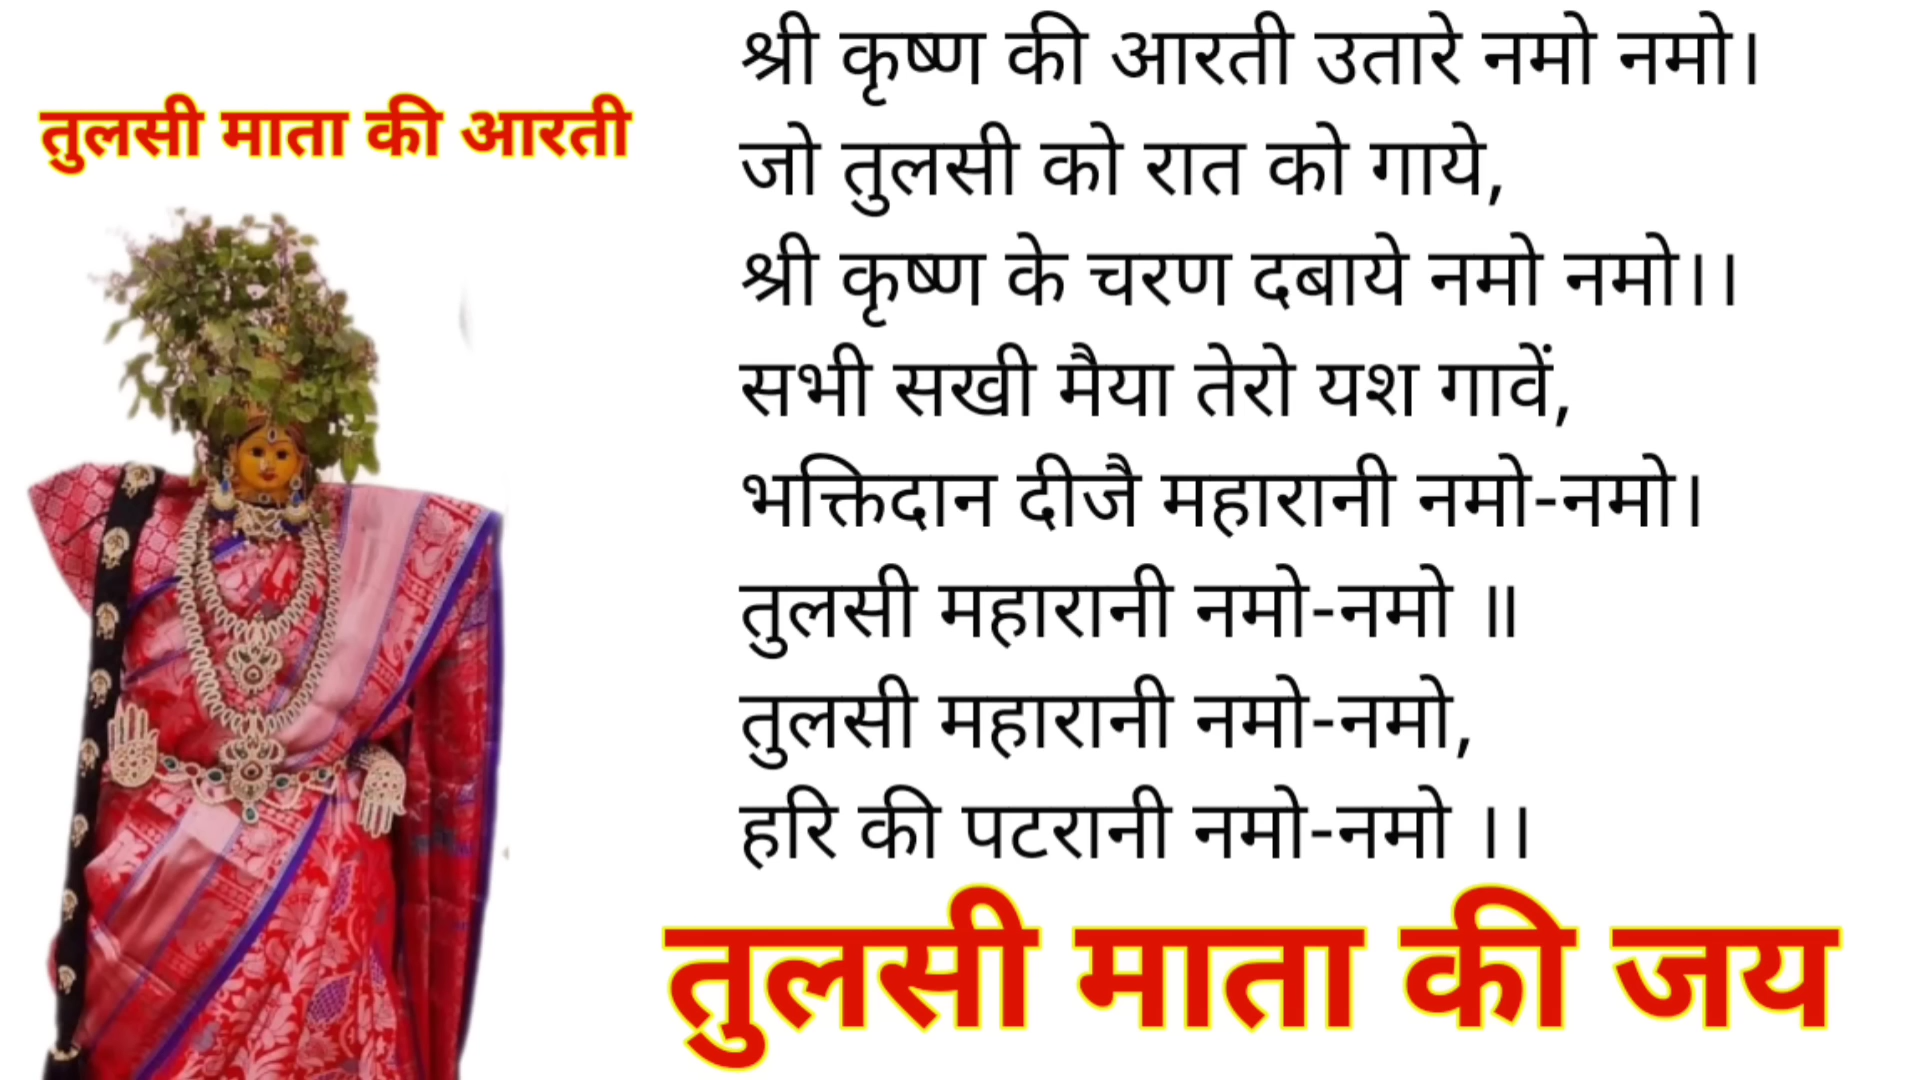 तुलसी माता की आरती
श्री कृष्ण की आरती उतारे नमो नमो।
जो तुलसी को रात को गाये,
श्री कृष्ण के चरण दबाये नमो नमो।।
सभी सखी मैया तेरो यश गावें,
भक्तिदान दीजै महारानी नमो-नमो।
तुलसी महारानी नमो-नमो ॥
तुलसी महारानी नमो-नमो,
हरि की पटरानी नमो-नमो ।।
तुलसी माता की जय